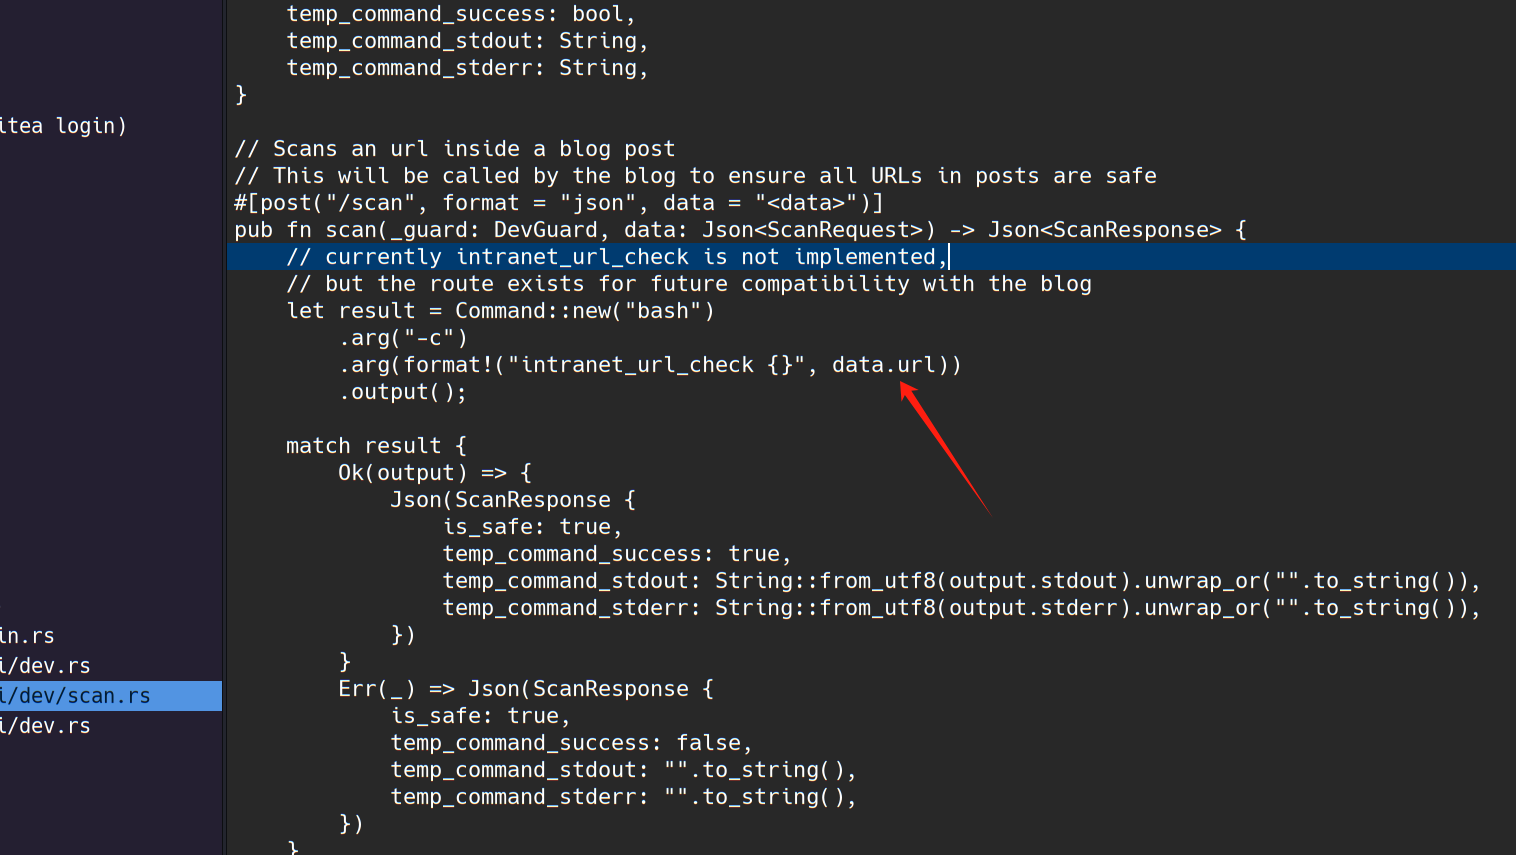 temp_command_success: bool,
    temp_command_stdout: String,
    temp_command_stderr: String,
}
itea login)
// Scans an url inside a blog post
// This will be called by the blog to ensure all URLs in posts are safe
#[post("/scan", format = "json", data = "<data>")]
pub fn scan(_guard: DevGuard, data: Json<ScanRequest>) -> Json<ScanResponse> {
    // currently intranet_url_check is not implemented,
    // but the route exists for future compatibility with the blog
    let result = Command::new("bash")
        .arg("-c")
        .arg(format!("intranet_url_check {}", data.url))
        .output();
    match result {
        Ok(output) => {
            Json(ScanResponse {
                is_safe: true,
                temp_command_success: true,
                temp_command_stdout: String::from_utf8(output.stdout).unwrap_or("".to_string()),
                temp_command_stderr: String::from_utf8(output.stderr).unwrap_or("".to_string()),
            })
        }
        Err(_) => Json(ScanResponse {
            is_safe: true,
            temp_command_success: false,
            temp_command_stdout: "".to_string(),
            temp_command_stderr: "".to_string(),
        })
    }
in.rs
i/dev.rs
i/dev/scan.rs
i/dev.rs